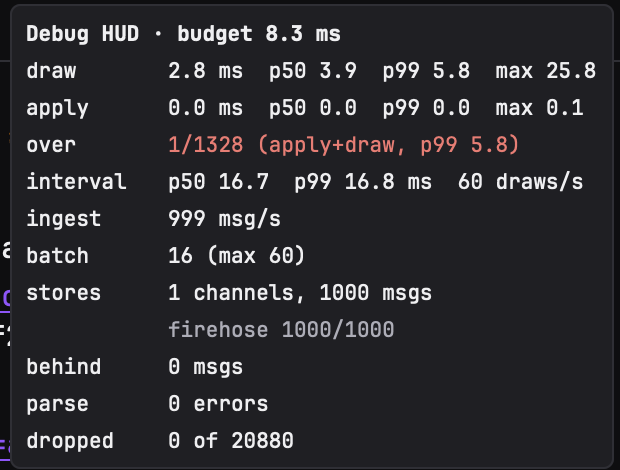 Debug HUD · budget 8.3 ms
draw 2.8 ms p50 3.9 p99 5.8 max 25.8
apply 0.0 ms p50 0.0 p99 0.0 max 0.1
over 1/1328 (apply+draw, p99 5.8)
interval p50 16.7 p99 16.8 ms 60 draws/s
ingest 999 msg/s
batch 16 (max 60)
stores 1 channels, 1000 msgs
firehose 1000/1000
behind 0 msgs
parse 0 errors
dropped 0 of 20880